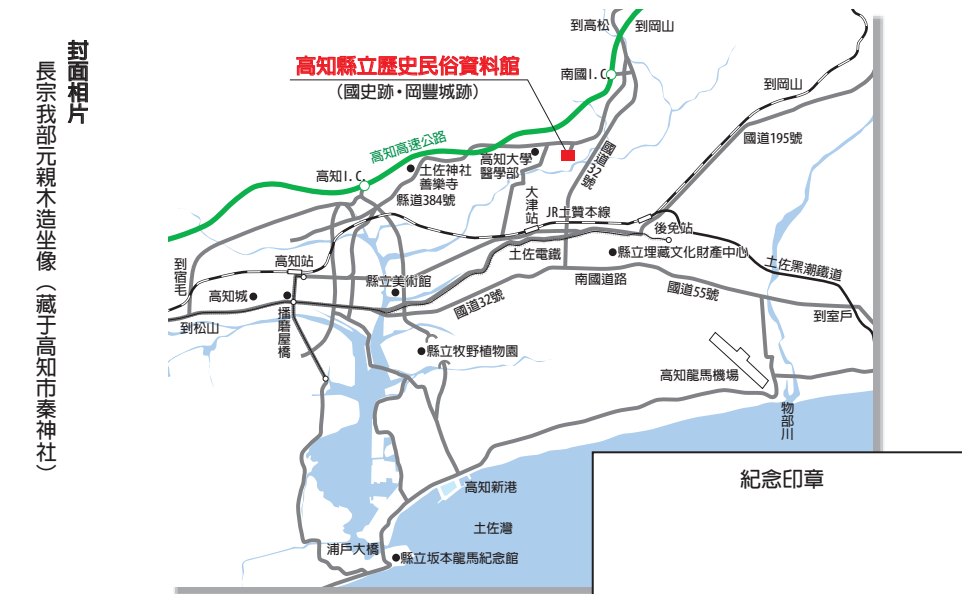 封面相片
長宗我部元親木造坐像（藏于高知市秦神社）
到高松
到岡山
高知縣立歷史民俗資料館
（國史跡・岡豐城跡）
南國I.C.
到岡山
國道195號
高知高速公路
國道32號
高知大學
醫學部
土佐神社
善樂寺
高知I.C.
縣道384號
大津站
JR土贊本線
後免站
土佐電鐵
縣立埋藏文化財產中心
土佐黑潮鐵道
到宿毛
高知站
縣立美術館
南國道路
國道55號
高知城
國道32號
到松山
播磨屋橋
到室戶
縣立牧野植物園
高知龍馬機場
物部川
紀念印章
高知新港
土佐灣
浦戶大橋
縣立坂本龍馬紀念館